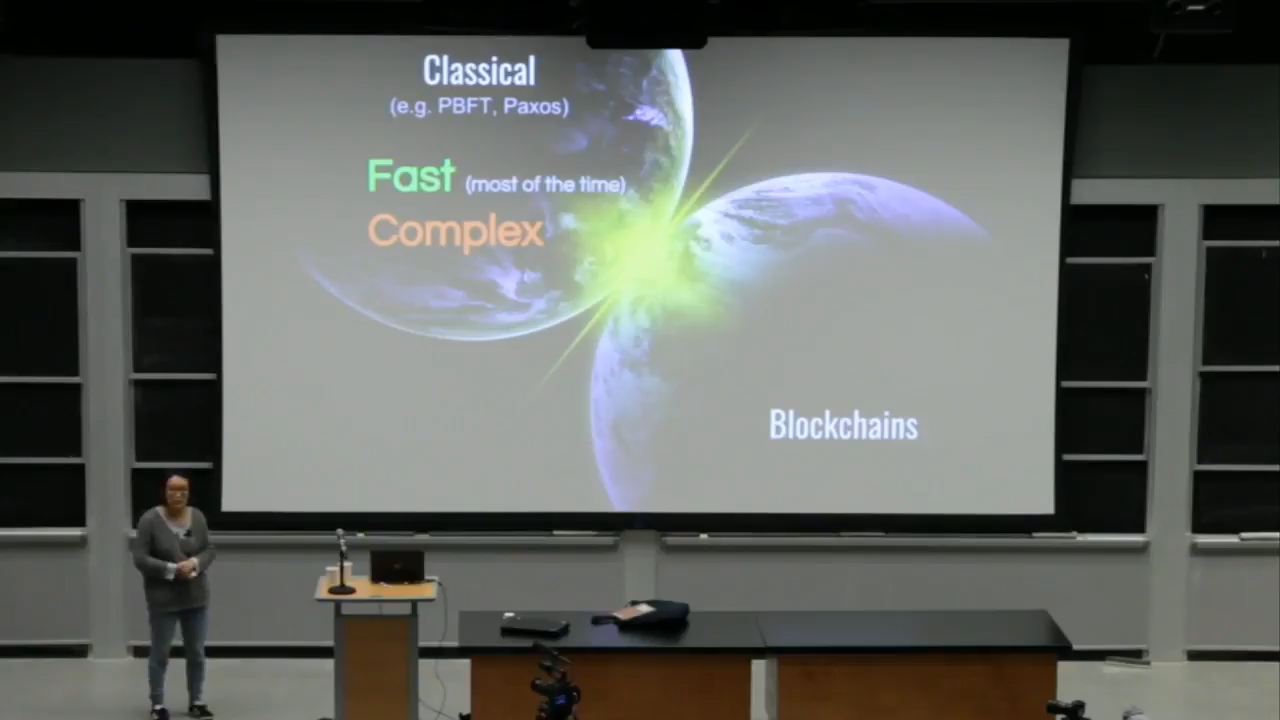 Classical
(e.g. PBFT, Paxos)
Fast (most of the time)
Complex
Blockchains